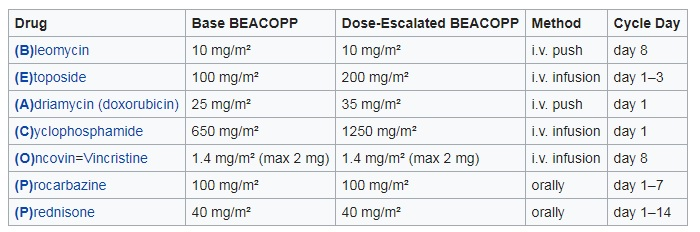 Drug Base BEACOPP Dose-Escalated BEACOPP Method Cycle Day
(B)leomycin 10 mg/m² 10 mg/m² i.v. push day 8
(E)toposide 100 mg/m² 200 mg/m² i.v. infusion day 1–3
(A)driamycin (doxorubicin) 25 mg/m² 35 mg/m² i.v. push day 1
(C)yclophosphamide 650 mg/m² 1250 mg/m² i.v. infusion day 1
(O)ncovin=Vincristine 1.4 mg/m² (max 2 mg) 1.4 mg/m² (max 2 mg) i.v. infusion day 8
(P)rocarbazine 100 mg/m² 100 mg/m² orally day 1–7
(P)rednisone 40 mg/m² 40 mg/m² orally day 1–14